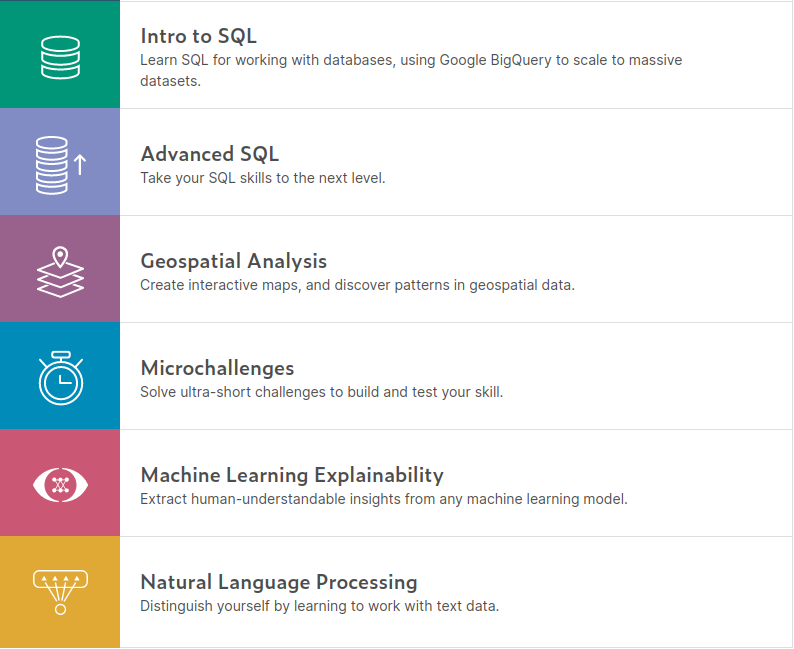 Intro to SQL
Learn SQL for working with databases, using Google BigQuery to scale to massive
datasets.
Advanced SQL
Take your SQL skills to the next level.
Geospatial Analysis
Create interactive maps, and discover patterns in geospatial data.
Microchallenges
Solve ultra-short challenges to build and test your skill.
Machine Learning Explainability
Extract human-understandable insights from any machine learning model.
Natural Language Processing
Distinguish yourself by learning to work with text data.